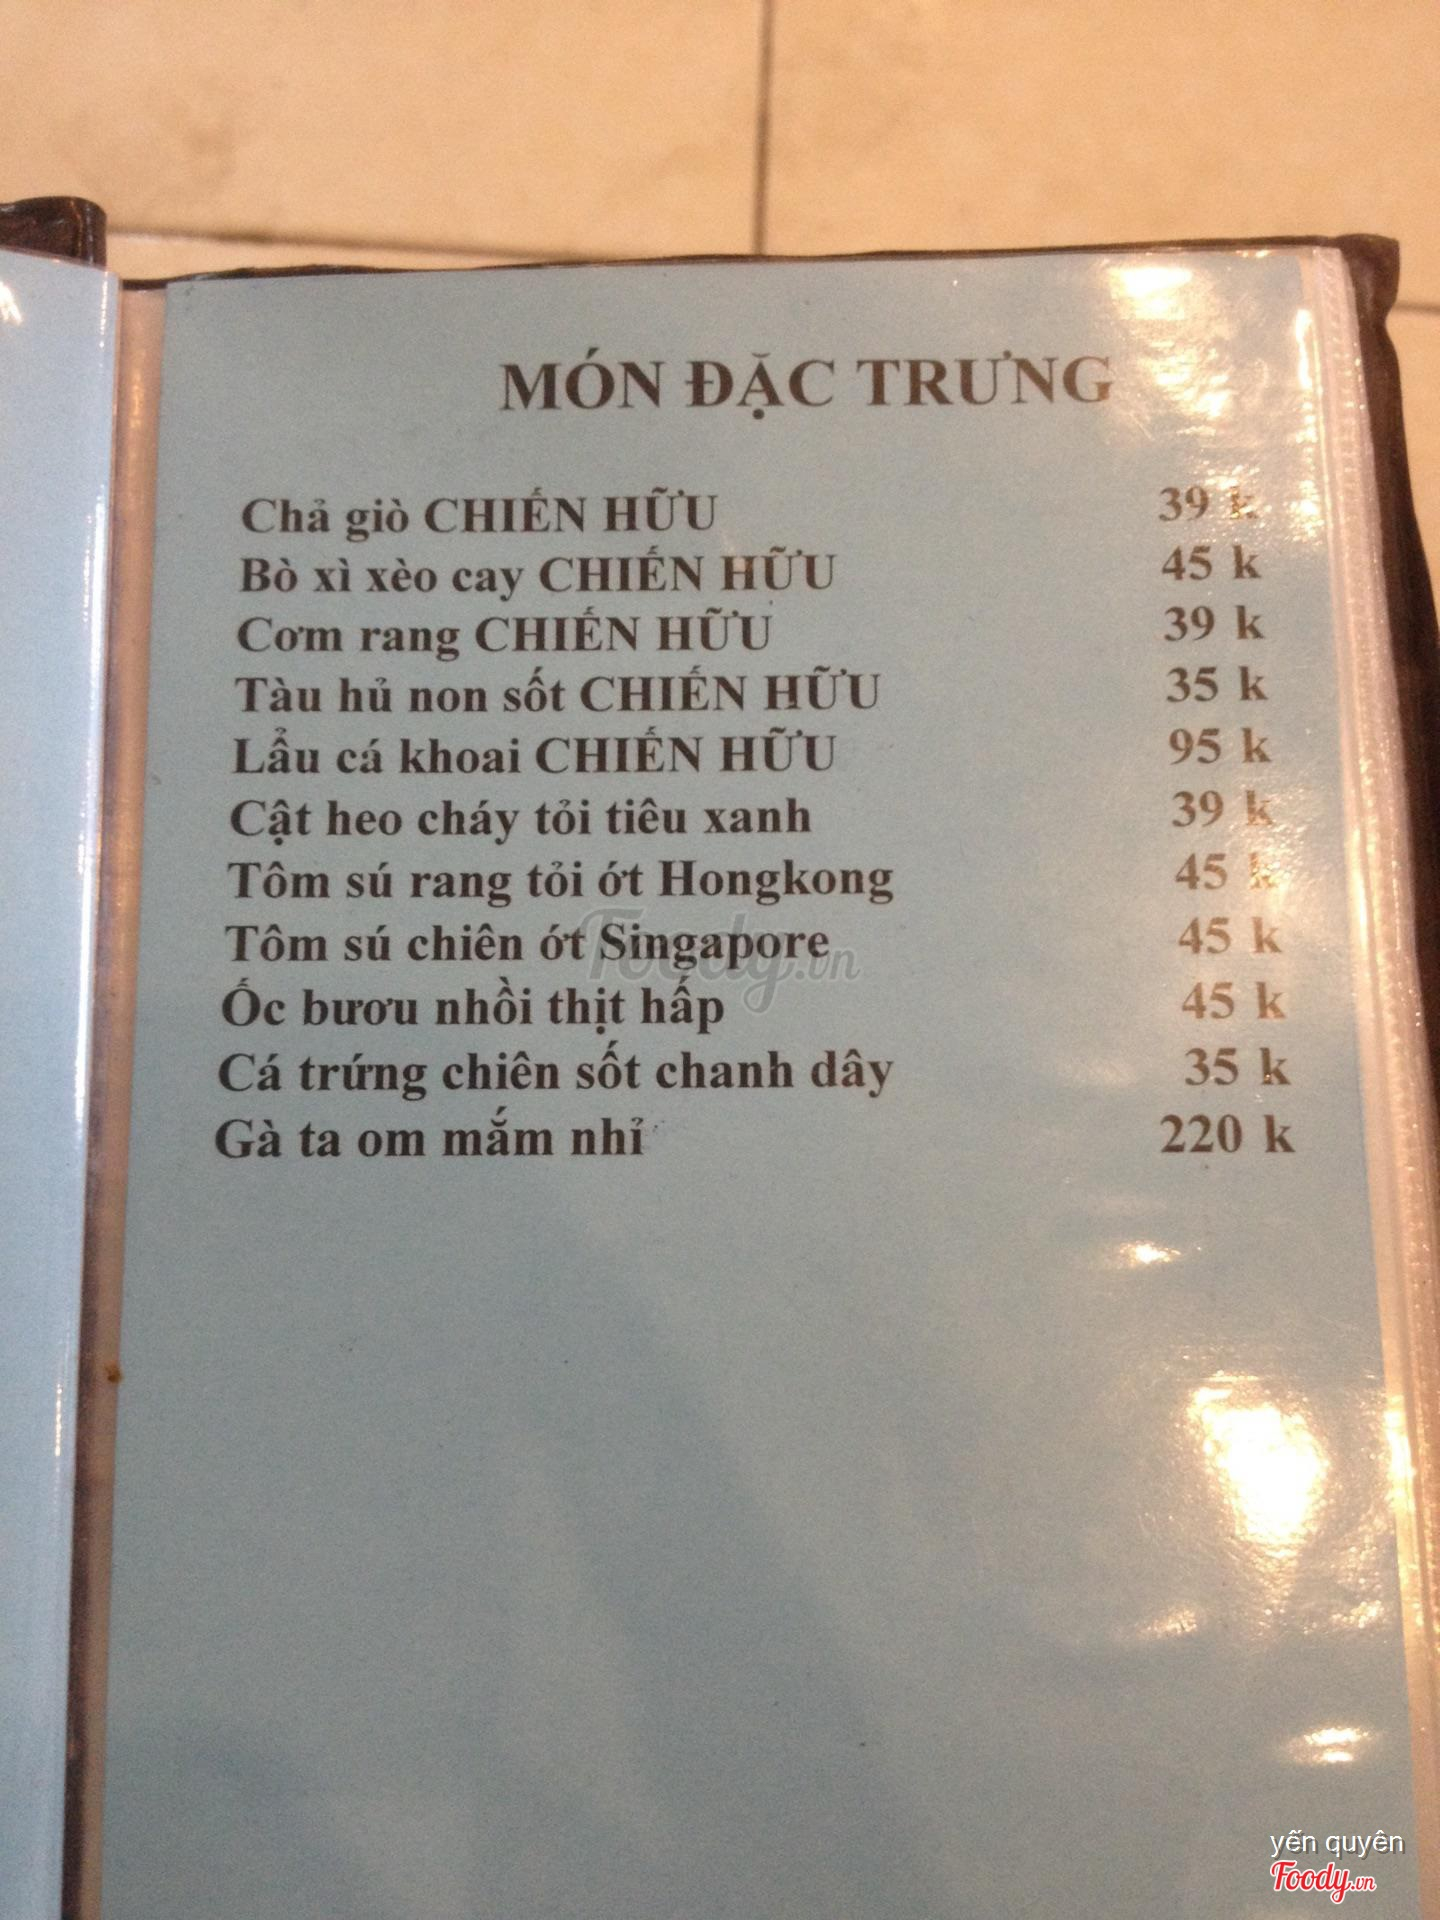 MÓN ĐẶC TRƯNG
Chả giò CHIẾN HỮU 39 k
Bò xì xèo cay CHIẾN HỮU 45 k
Cơm rang CHIẾN HỮU 39 k
Tàu hủ non sốt CHIẾN HỮU 35 k
Lẩu cá khoai CHIẾN HỮU 95 k
Cật heo cháy tỏi tiêu xanh 39 k
Tôm sú rang tỏi ớt Hongkong 45 k
Tôm sú chiên ớt Singapore 45 k
Ốc bươu nhồi thịt hấp 45 k
Cá trứng chiên sốt chanh dây 35 k
Gà ta om mắm nhỉ 220 k
Foody.vn
yến quyên
Foody.vn